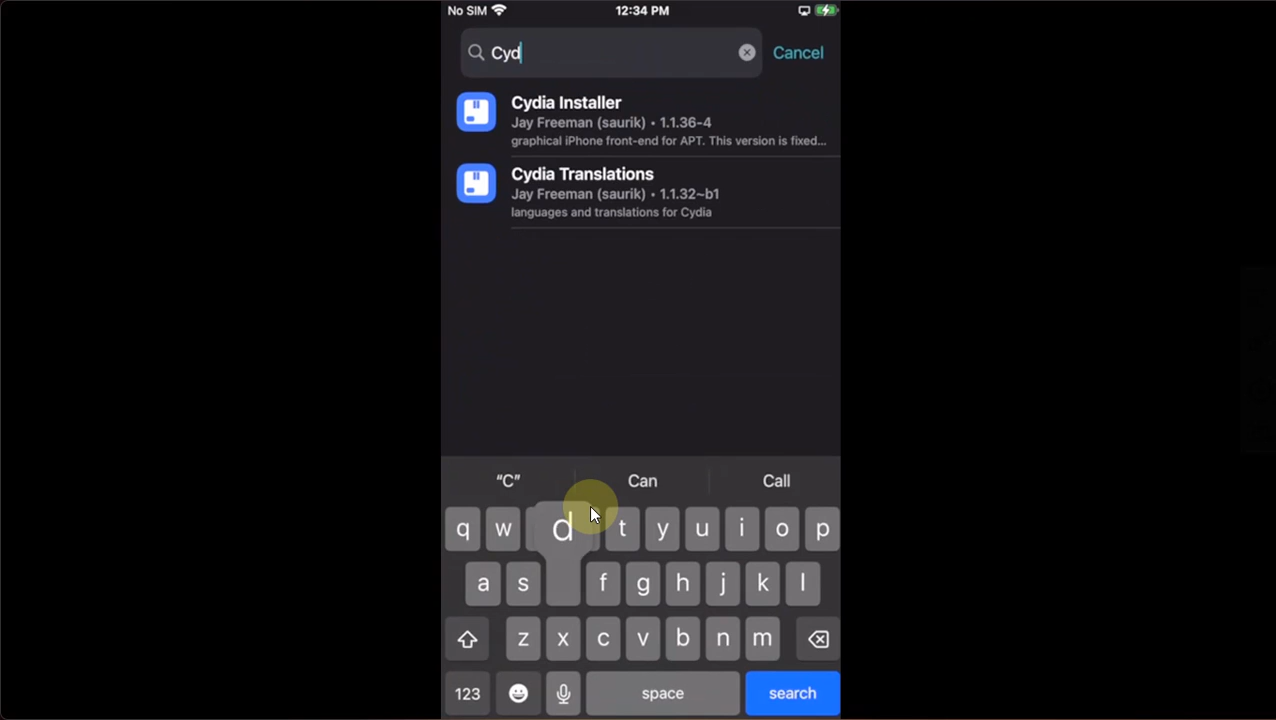 No SIM 12:34 PM
Cyd Cancel
Cydia Installer
Jay Freeman (saurik) • 1.1.36-4
graphical iPhone front-end for APT. This version is fixed...
Cydia Translations
Jay Freeman (saurik) • 1.1.32~b1
languages and translations for Cydia
“C” Can Call
q w d t y u i o p
a s f g h j k l
z x c v b n m
123 space search